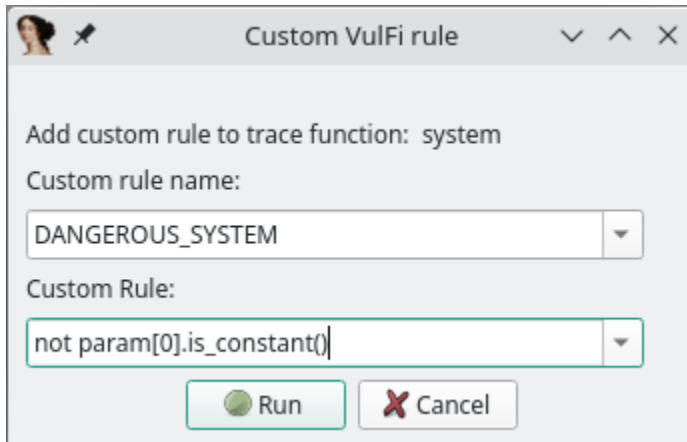 Custom VulFi rule
Add custom rule to trace function: system
Custom rule name:
DANGEROUS_SYSTEM
Custom Rule:
not param[0].is_constant()
Run Cancel